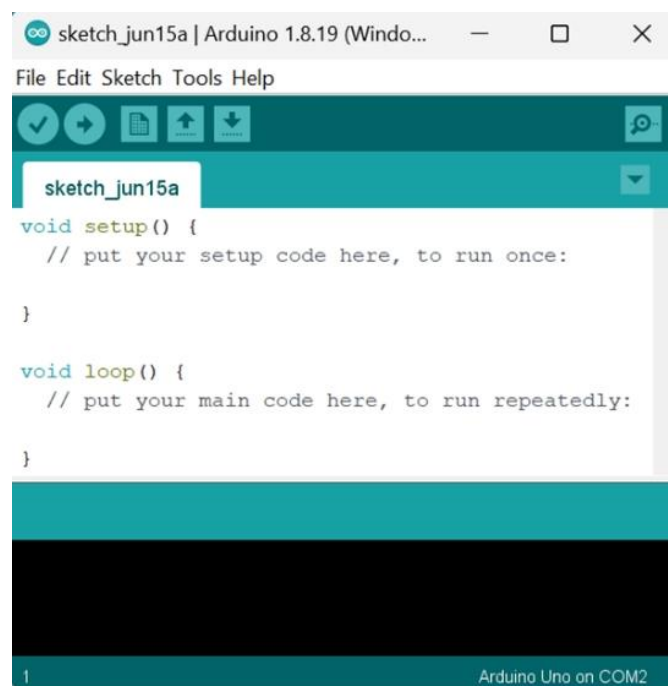 sketch_jun15a | Arduino 1.8.19 (Windo...
File Edit Sketch Tools Help
sketch_jun15a
void setup() {
// put your setup code here, to run once:
}
void loop() {
// put your main code here, to run repeatedly:
}
1 Arduino Uno on COM2